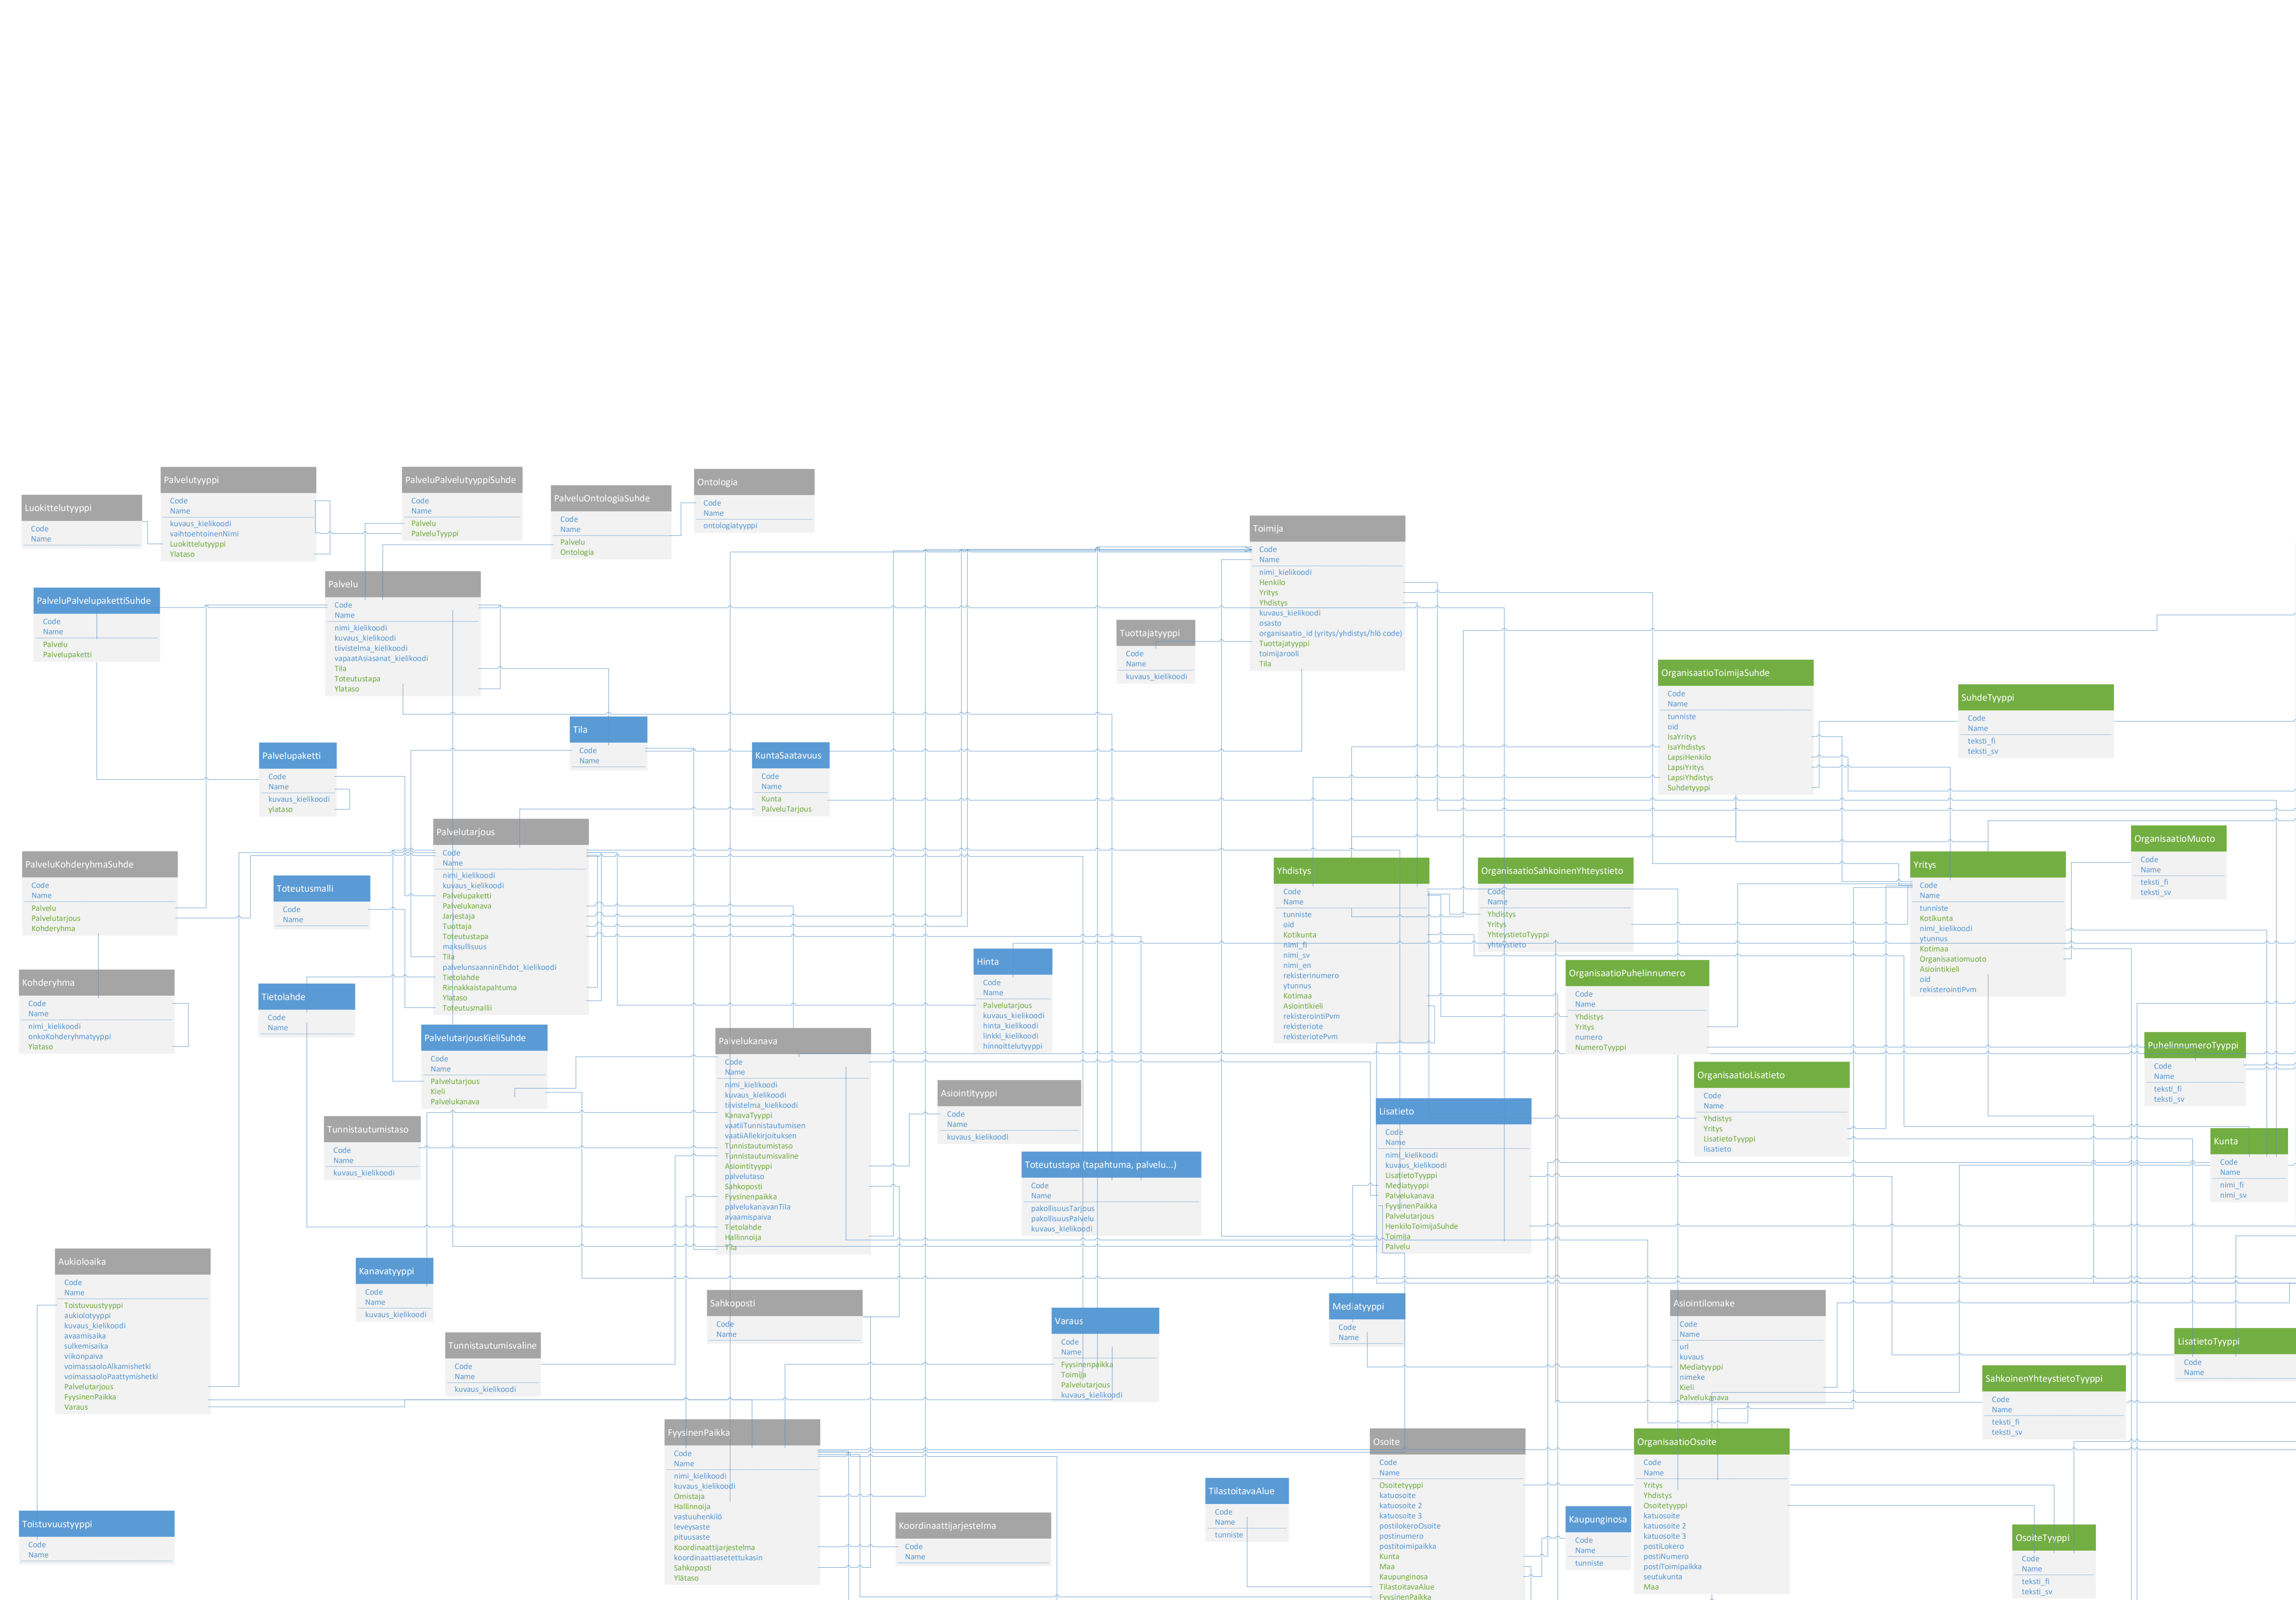 Luokittelutyyppi
Code
Name
Palvelutyyppi
Code
Name
kuvaus_kielikoodi
vaihtoehtoinenNimi
Luokittelutyyppi
Ylataso
PalveluPalvelutyyppiSuhde
Code
Name
Palvelu
PalveluTyyppi
PalveluOntologiaSuhde
Code
Name
Palvelu
Ontologia
Ontologia
Code
Name
ontologiatyyppi
Toimija
Code
Name
nimi_kielikoodi
Henkilo
Yritys
Yhdistys
kuvaus_kielikoodi
osasto
organisaatio_id (yritys/yhdistys/hlö code)
Tuottajatyyppi
toimijarooli
Tila
PalveluPalvelupakettiSuhde
Code
Name
Palvelu
Palvelupaketti
Palvelu
Code
Name
nimi_kielikoodi
kuvaus_kielikoodi
tiivistelma_kielikoodi
vapaatAsiasanat_kielikoodi
Tila
Toteutustapa
Ylataso
Tuottajatyyppi
Code
Name
kuvaus_kielikoodi
OrganisaatioToimijaSuhde
Code
Name
tunniste
oid
IsaYritys
IsaYhdistys
LapsiHenkilo
LapsiYritys
LapsiYhdistys
Suhdetyyppi
SuhdeTyyppi
Code
Name
teksti_fi
teksti_sv
Tila
Code
Name
Palvelupaketti
Code
Name
kuvaus_kielikoodi
ylataso
KuntaSaatavuus
Code
Name
Kunta
PalveluTarjous
Palvelutarjous
Code
Name
nimi_kielikoodi
kuvaus_kielikoodi
Palvelupaketti
Palvelukanava
Jarjestaja
Tuottaja
Toteutustapa
maksullisuus
Tila
palvelunsaanninEhdot_kielikoodi
Tietolahde
Rinnakkaistapahtuma
Ylataso
Toteutusmallii
PalveluKohderyhmaSuhde
Code
Name
Palvelu
Palvelutarjous
Kohderyhma
Toteutusmalli
Code
Name
Yhdistys
Code
Name
tunniste
oid
Kotikunta
nimi_fi
nimi_sv
nimi_en
rekisterinumero
ytunnus
Kotimaa
Asiointikieli
rekisterointiPvm
rekisteriote
rekisteriotePvm
OrganisaatioSahkoinenYhteystieto
Code
Name
Yhdistys
Yritys
YhteystietoTyyppi
yhteystieto
Yritys
Code
Name
tunniste
Kotikunta
nimi_kielikoodi
ytunnus
Kotimaa
Organisaatiomuoto
Asiointikieli
oid
rekisterointiPvm
OrganisaatioMuoto
Code
Name
teksti_fi
teksti_sv
Kohderyhma
Code
Name
nimi_kielikoodi
onkoKohderyhmatyyppi
Ylataso
Tietolahde
Code
Name
Hinta
Code
Name
Palvelutarjous
kuvaus_kielikoodi
hinta_kielikoodi
linkki_kielikoodi
hinnoittelutyyppi
OrganisaatioPuhelinnumero
Code
Name
Yhdistys
Yritys
numero
NumeroTyyppi
PalvelutarjousKieliSuhde
Code
Name
Palvelutarjous
Kieli
Palvelukanava
Palvelukanava
Code
Name
nimi_kielikoodi
kuvaus_kielikoodi
tiivistelma_kielikoodi
KanavaTyyppi
vaatiiTunnistautumisen
vaatiiAllekirjoituksen
Tunnistautumistaso
Tunnistautumisvaline
Asiointityyppi
palvelutaso
Sahkoposti
Fyysinenpaikka
palvelukanavanTila
avaamispaiva
Tietolahde
Hallinnoija
Tila
PuhelinnumeroTyyppi
Code
Name
teksti_fi
teksti_sv
OrganisaatioLisatieto
Code
Name
Yhdistys
Yritys
LisatietoTyyppi
lisatieto
Asiointityyppi
Code
Name
kuvaus_kielikoodi
Lisatieto
Code
Name
nimi_kielikoodi
kuvaus_kielikoodi
LisatietoTyyppi
Mediatyyppi
Palvelukanava
FyysinenPaikka
Palvelutarjous
HenkiloToimijaSuhde
Toimija
Palvelu
Tunnistautumistaso
Code
Name
kuvaus_kielikoodi
Kunta
Code
Name
nimi_fi
nimi_sv
Toteutustapa (tapahtuma, palvelu...)
Code
Name
pakollisuusTarjous
pakollisuusPalvelu
kuvaus_kielikoodi
Aukioloaika
Code
Name
Toistuvuustyyppi
aukiolotyyppi
kuvaus_kielikoodi
avaamisaika
sulkemisaika
viikonpaiva
voimassaoloAlkamishetki
voimassaoloPaattymishetki
Palvelutarjous
FyysinenPaikka
Varaus
Kanavatyyppi
Code
Name
kuvaus_kielikoodi
Sahkoposti
Code
Name
Varaus
Code
Name
Fyysinenpaikka
Toimija
Palvelutarjous
kuvaus_kielikoodi
Mediatyyppi
Code
Name
Asiointilomake
Code
Name
url
kuvaus
Mediatyyppi
nimeke
Kieli
Palvelukanava
LisatietoTyyppi
Code
Name
Tunnistautumisvaline
Code
Name
kuvaus_kielikoodi
SahkoinenYhteystietoTyyppi
Code
Name
teksti_fi
teksti_sv
FyysinenPaikka
Code
Name
nimi_kielikoodi
kuvaus_kielikoodi
Omistaja
Hallinnoija
vastuuhenkilö
leveysaste
pituusaste
Koordinaattijarjestelma
koordinaattiasetettukasin
Sahkoposti
Ylätaso
Osoite
Code
Name
Osoitetyyppi
katuosoite
katuosoite 2
katuosoite 3
postilokeroOsoite
postinumero
postitoimipaikka
Kunta
Maa
Kaupunginosa
TilastoitavaAlue
FyysinenPaikka
OrganisaatioOsoite
Code
Name
Yritys
Yhdistys
Osoitetyyppi
katuosoite
katuosoite 2
katuosoite 3
postiLokero
postiNumero
postiToimipaikka
seutukunta
Maa
TilastoitavaAlue
Code
Name
tunniste
Kaupunginosa
Code
Name
tunniste
Toistuvuustyyppi
Code
Name
Koordinaattijarjestelma
Code
Name
OsoiteTyyppi
Code
Name
teksti_fi
teksti_sv